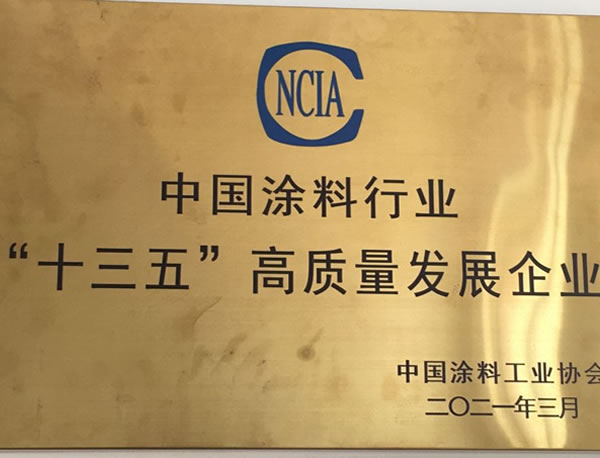 NCIA
中国涂料行业
“十三五”高质量发展企业
中国涂料工业协会
二〇二一年三月